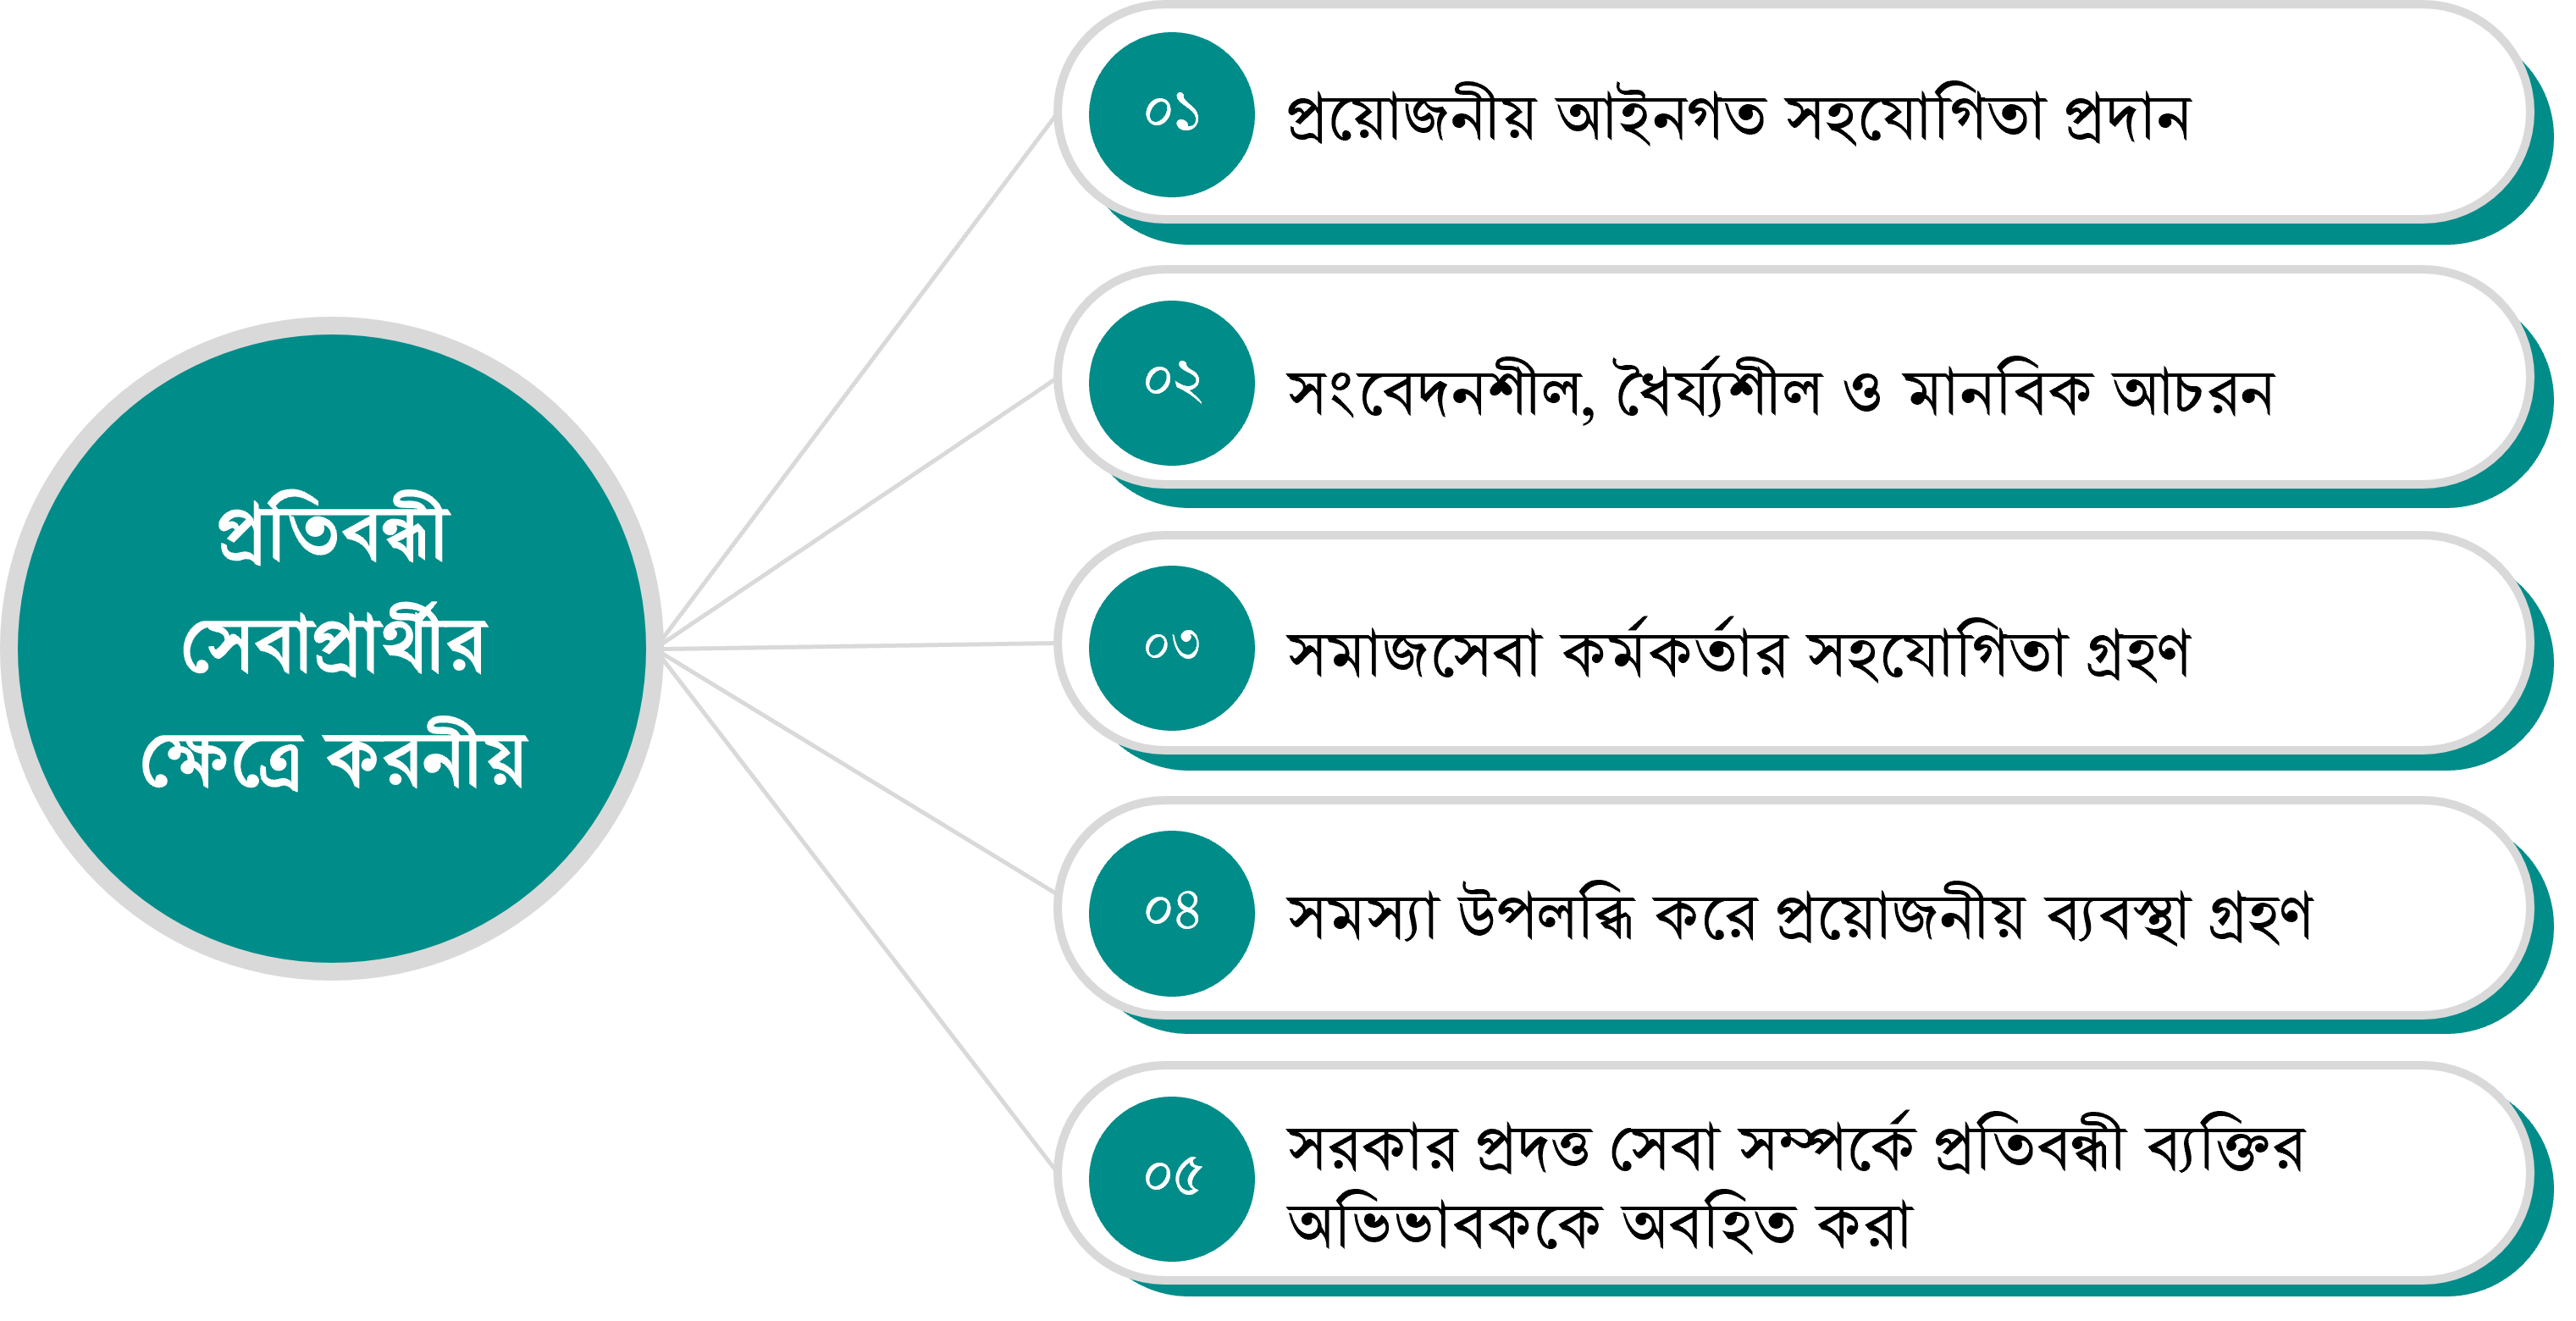 প্রতিবন্ধী
সেবাপ্রার্থীর
ক্ষেত্রে করনীয়
০১
প্রয়োজনীয় আইনগত সহযোগিতা প্রদান
০২
সংবেদনশীল, ধৈর্য্যশীল ও মানবিক আচরন
০৩
সমাজসেবা কর্মকর্তার সহযোগিতা গ্রহণ
০৪
সমস্যা উপলব্ধি করে প্রয়োজনীয় ব্যবস্থা গ্রহণ
০৫
সরকার প্রদত্ত সেবা সম্পর্কে প্রতিবন্ধী ব্যক্তির
অভিভাবককে অবহিত করা